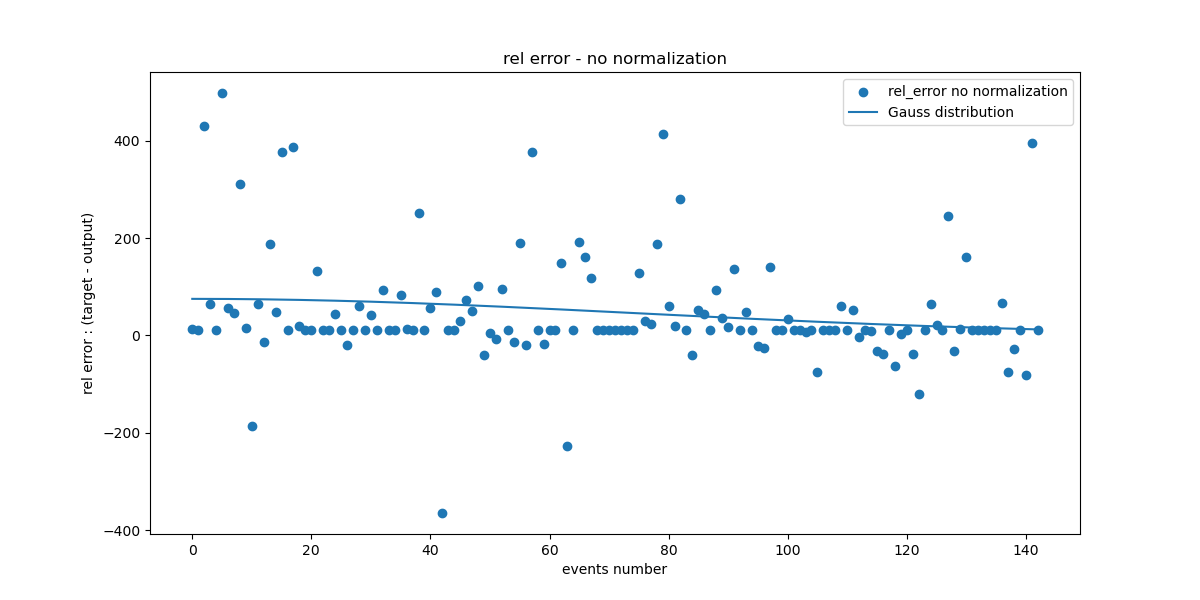 rel error - no normalization
rel_error no normalization
Gauss distribution
rel error : (target - output)
400
200
0
−200
−400
0 20 40 60 80 100 120 140
events number